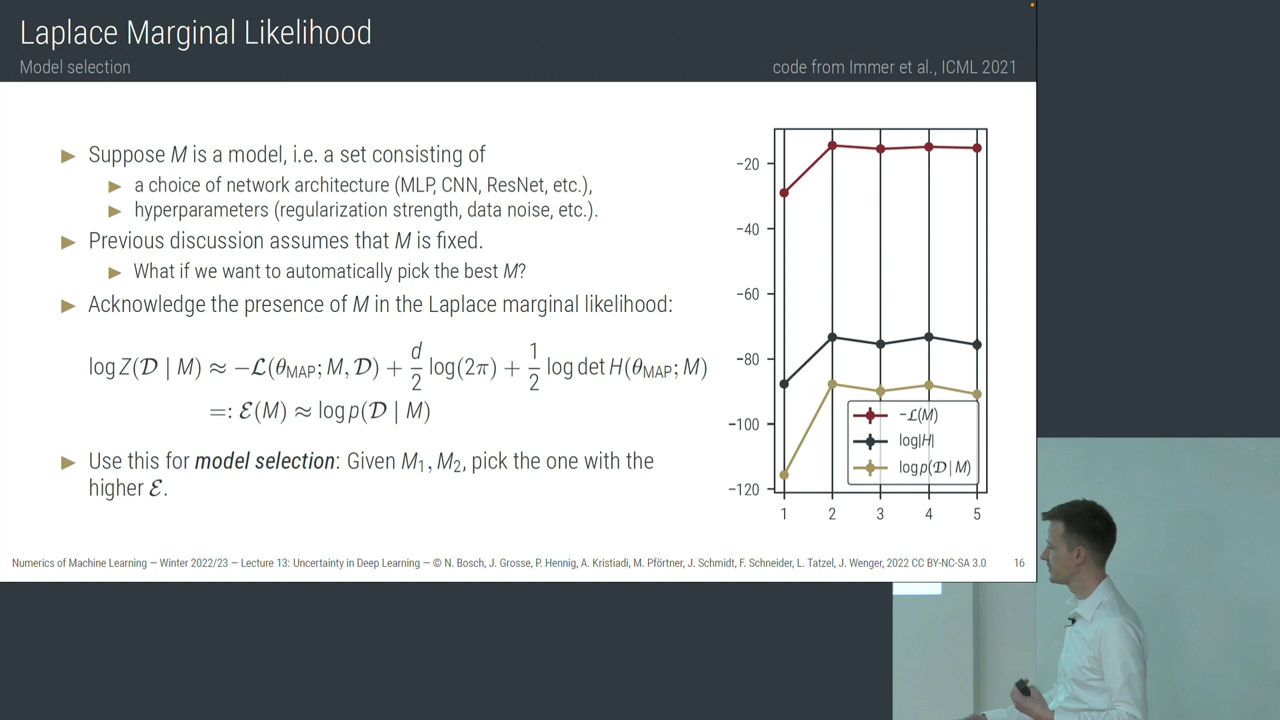 Laplace Marginal Likelihood
Model selection
code from Immer et al., ICML 2021
Suppose M is a model, i.e. a set consisting of
a choice of network architecture (MLP, CNN, ResNet, etc.),
hyperparameters (regularization strength, data noise, etc.).
Previous discussion assumes that M is fixed.
What if we want to automatically pick the best M?
Acknowledge the presence of M in the Laplace marginal likelihood:
log Z(𝒟 | M) ≈ −ℒ(θ_MAP; M, 𝒟) + d/2 log(2π) + 1/2 log det H(θ_MAP; M)
=: ℰ(M) ≈ log p(𝒟 | M)
Use this for model selection: Given M₁, M₂, pick the one with the
higher ℰ.
−20
−40
−60
−80
−100
−120
−ℒ(M)
log|H|
log p(𝒟 | M)
1 2 3 4 5
Numerics of Machine Learning — Winter 2022/23 — Lecture 13: Uncertainty in Deep Learning — © N. Bosch, J. Grosse, P. Hennig, A. Kristiadi, M. Pförtner, J. Schmidt, F. Schneider, L. Tatzel, J. Wenger, 2022 CC BY-NC-SA 3.0
16